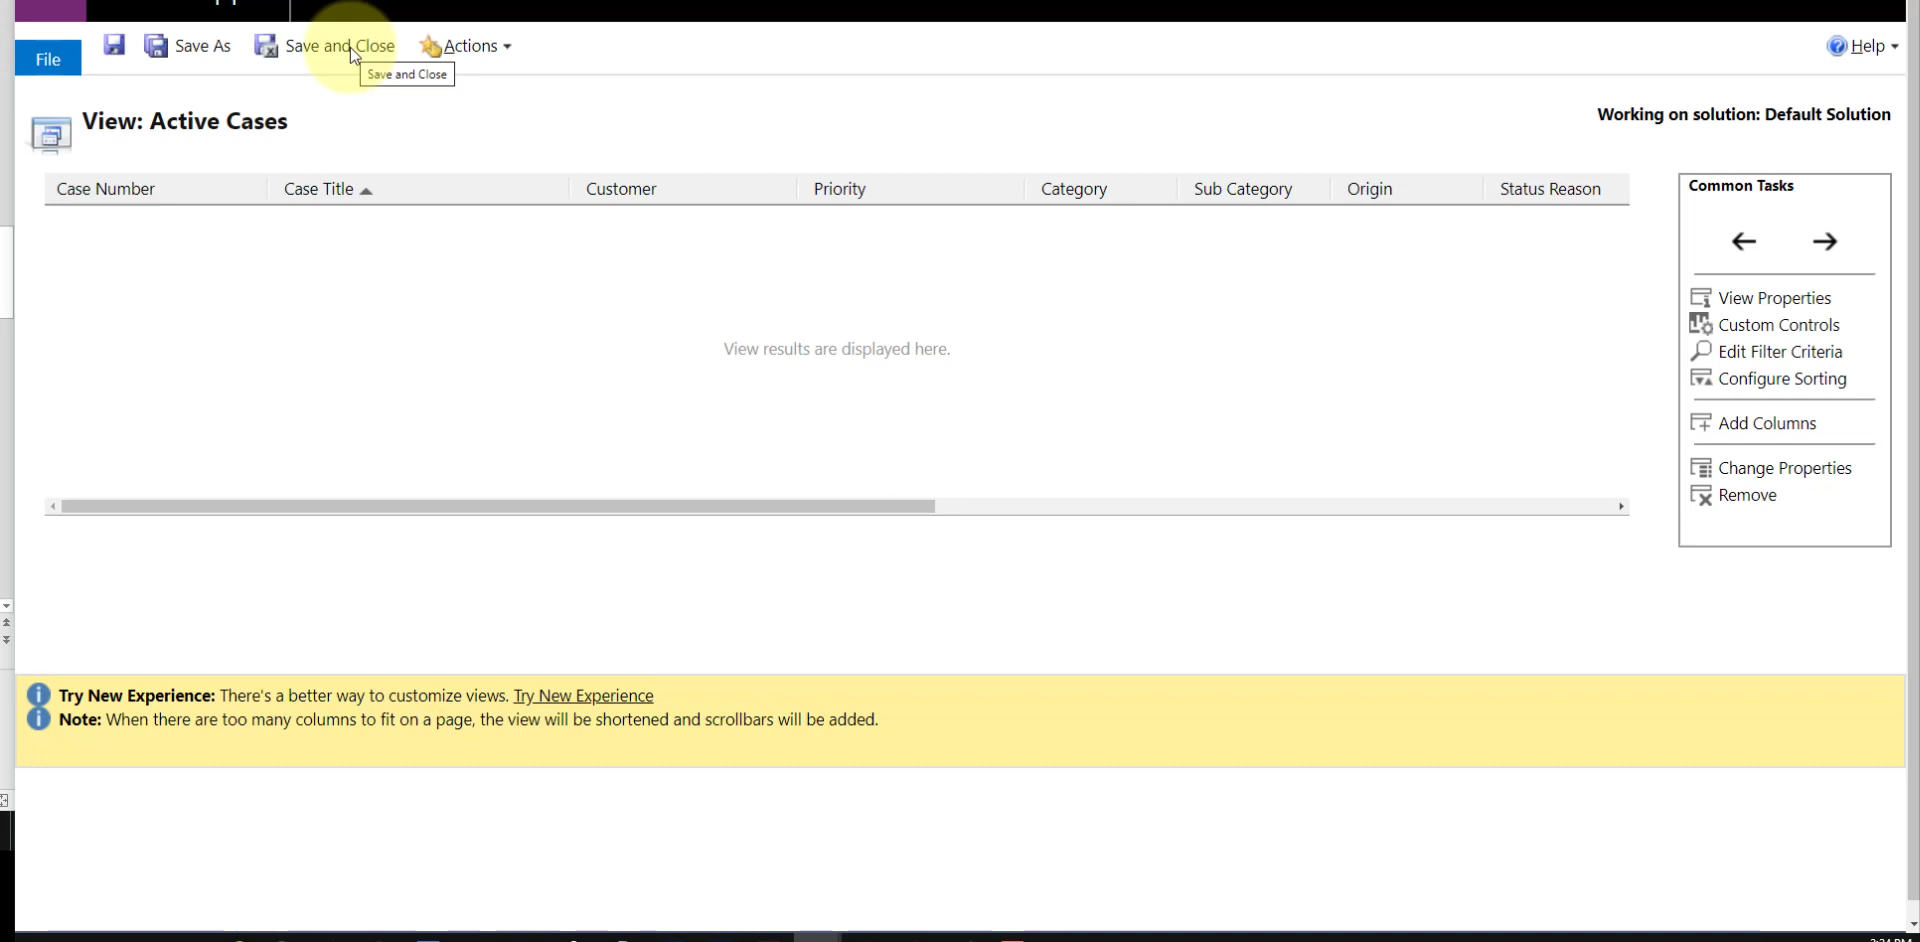 File
Save As
Save and Close
Actions
Help
Save and Close
View: Active Cases
Working on solution: Default Solution
Case Number Case Title Customer Priority Category Sub Category Origin Status Reason
View results are displayed here.
Common Tasks
View Properties
Custom Controls
Edit Filter Criteria
Configure Sorting
Add Columns
Change Properties
Remove
Try New Experience: There's a better way to customize views. Try New Experience
Note: When there are too many columns to fit on a page, the view will be shortened and scrollbars will be added.